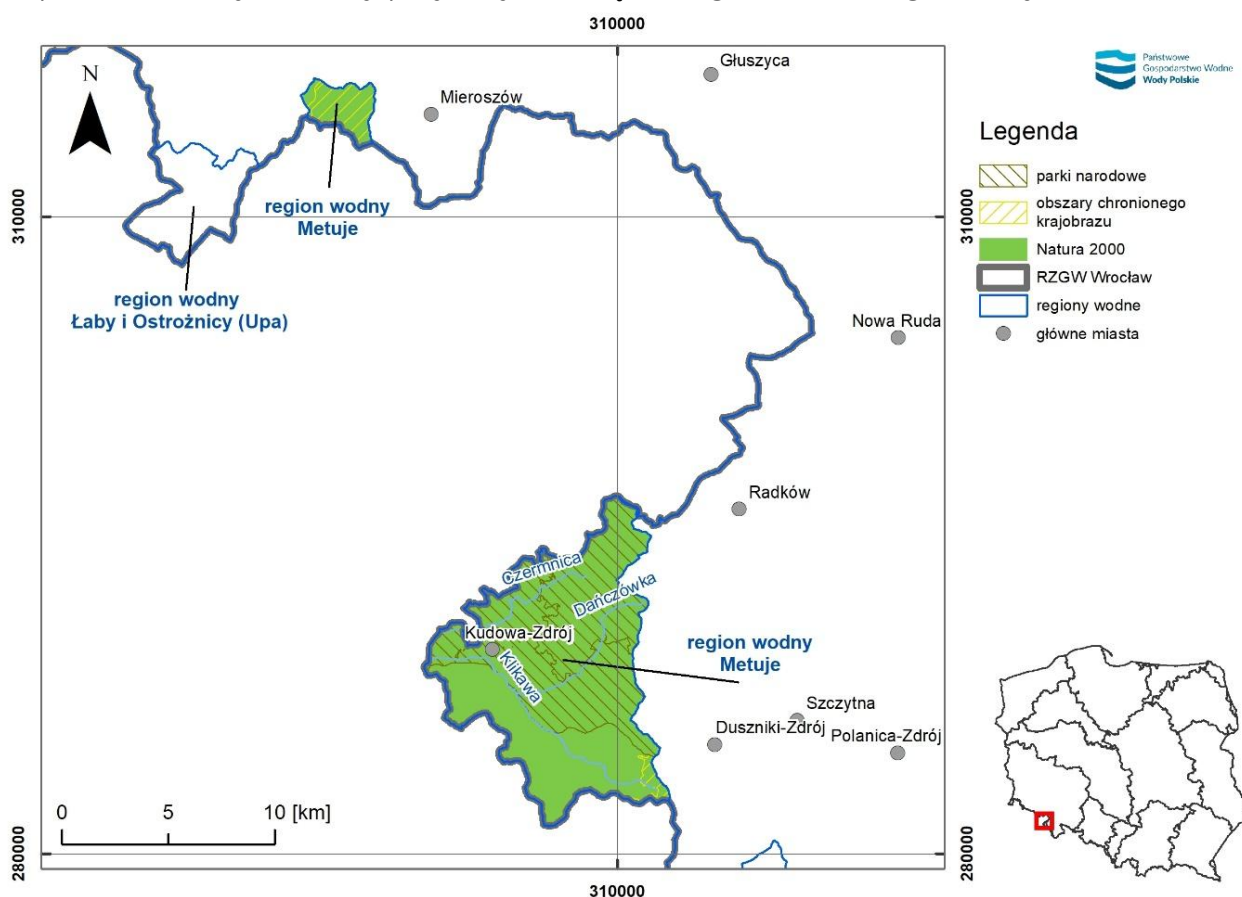 310000
Głuszyca
Państwowe
Gospodarstwo Wodne
Wody Polskie
N
Mieroszów
Legenda
parki narodowe
obszary chronionego
krajobrazu
Natura 2000
RZGW Wrocław
regiony wodne
główne miasta
region wodny
Metuje
310000
310000
region wodny
Łaby i Ostrożnicy (Upa)
Nowa Ruda
Radków
Czermnica
Dańczówka
Kudowa-Zdrój
Klikawa
region wodny
Metuje
Szczytna
Duszniki-Zdrój
Polanica-Zdrój
0 5 10 [km]
280000
280000
310000